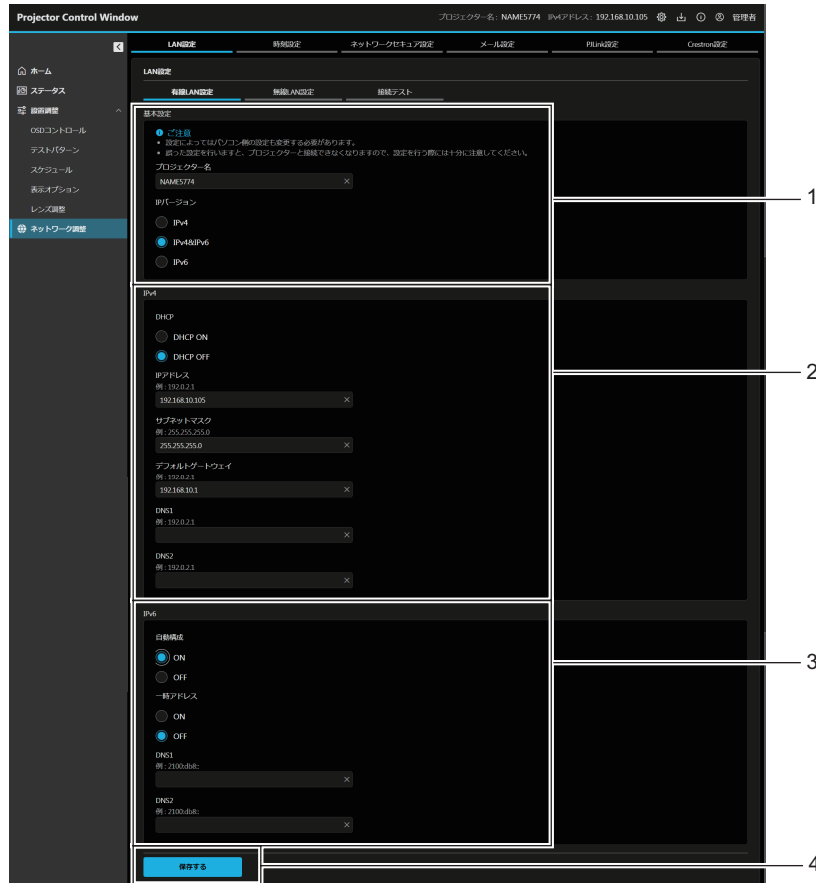 Projector Control Window
プロジェクター名: NAME5774 IPv4アドレス: 192.168.10.105 管理者
LAN設定 時刻設定 ネットワークセキュア設定 メール設定 PJLink設定 Crestron設定
ホーム
ステータス
設置調整
OSDコントロール
テストパターン
スケジュール
表示オプション
レンズ調整
ネットワーク調整
LAN設定
有線LAN設定 無線LAN設定 接続テスト
基本設定
ご注意
• 設定によってはパソコン側の設定も変更する必要があります。
• 誤った設定を行いますと、プロジェクターと接続できなくなりますので、設定を行う際には十分に注意してください。
プロジェクター名
NAME5774
IPバージョン
IPv4
IPv4&IPv6
IPv6
1
IPv4
DHCP
DHCP ON
DHCP OFF
IPアドレス
例 : 192.0.2.1
192.168.10.105
サブネットマスク
例 : 255.255.255.0
255.255.255.0
デフォルトゲートウェイ
例 : 192.0.2.1
192.168.10.1
DNS1
例 : 192.0.2.1
DNS2
例 : 192.0.2.1
2
IPv6
自動構成
ON
OFF
一時アドレス
ON
OFF
DNS1
例 : 2100:db8::
DNS2
例 : 2100:db8::
3
保存する
4